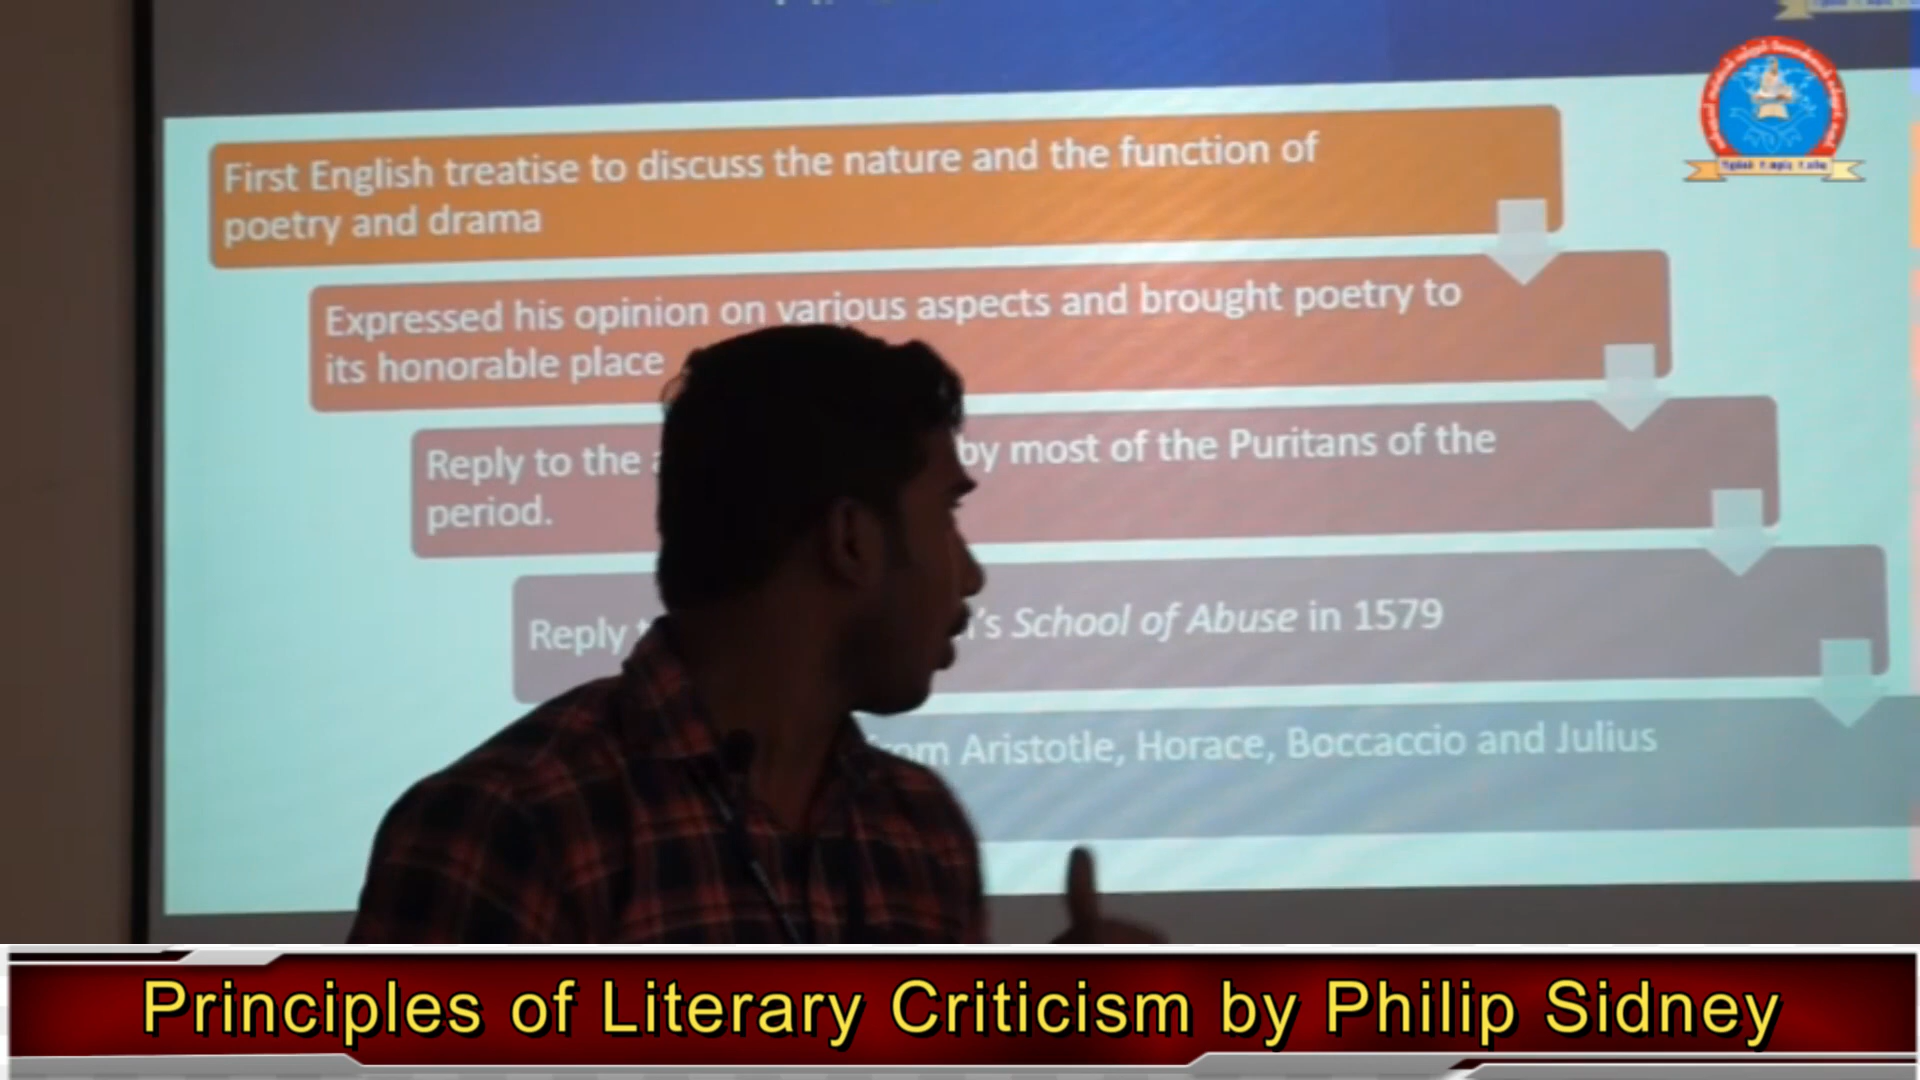 First English treatise to discuss the nature and the function of
poetry and drama
Expressed his opinion on various aspects and brought poetry to
its honorable place
Reply to the by most of the Puritans of the
period.
Reply 's School of Abuse in 1579
from Aristotle, Horace, Boccaccio and Julius
Principles of Literary Criticism by Philip Sidney